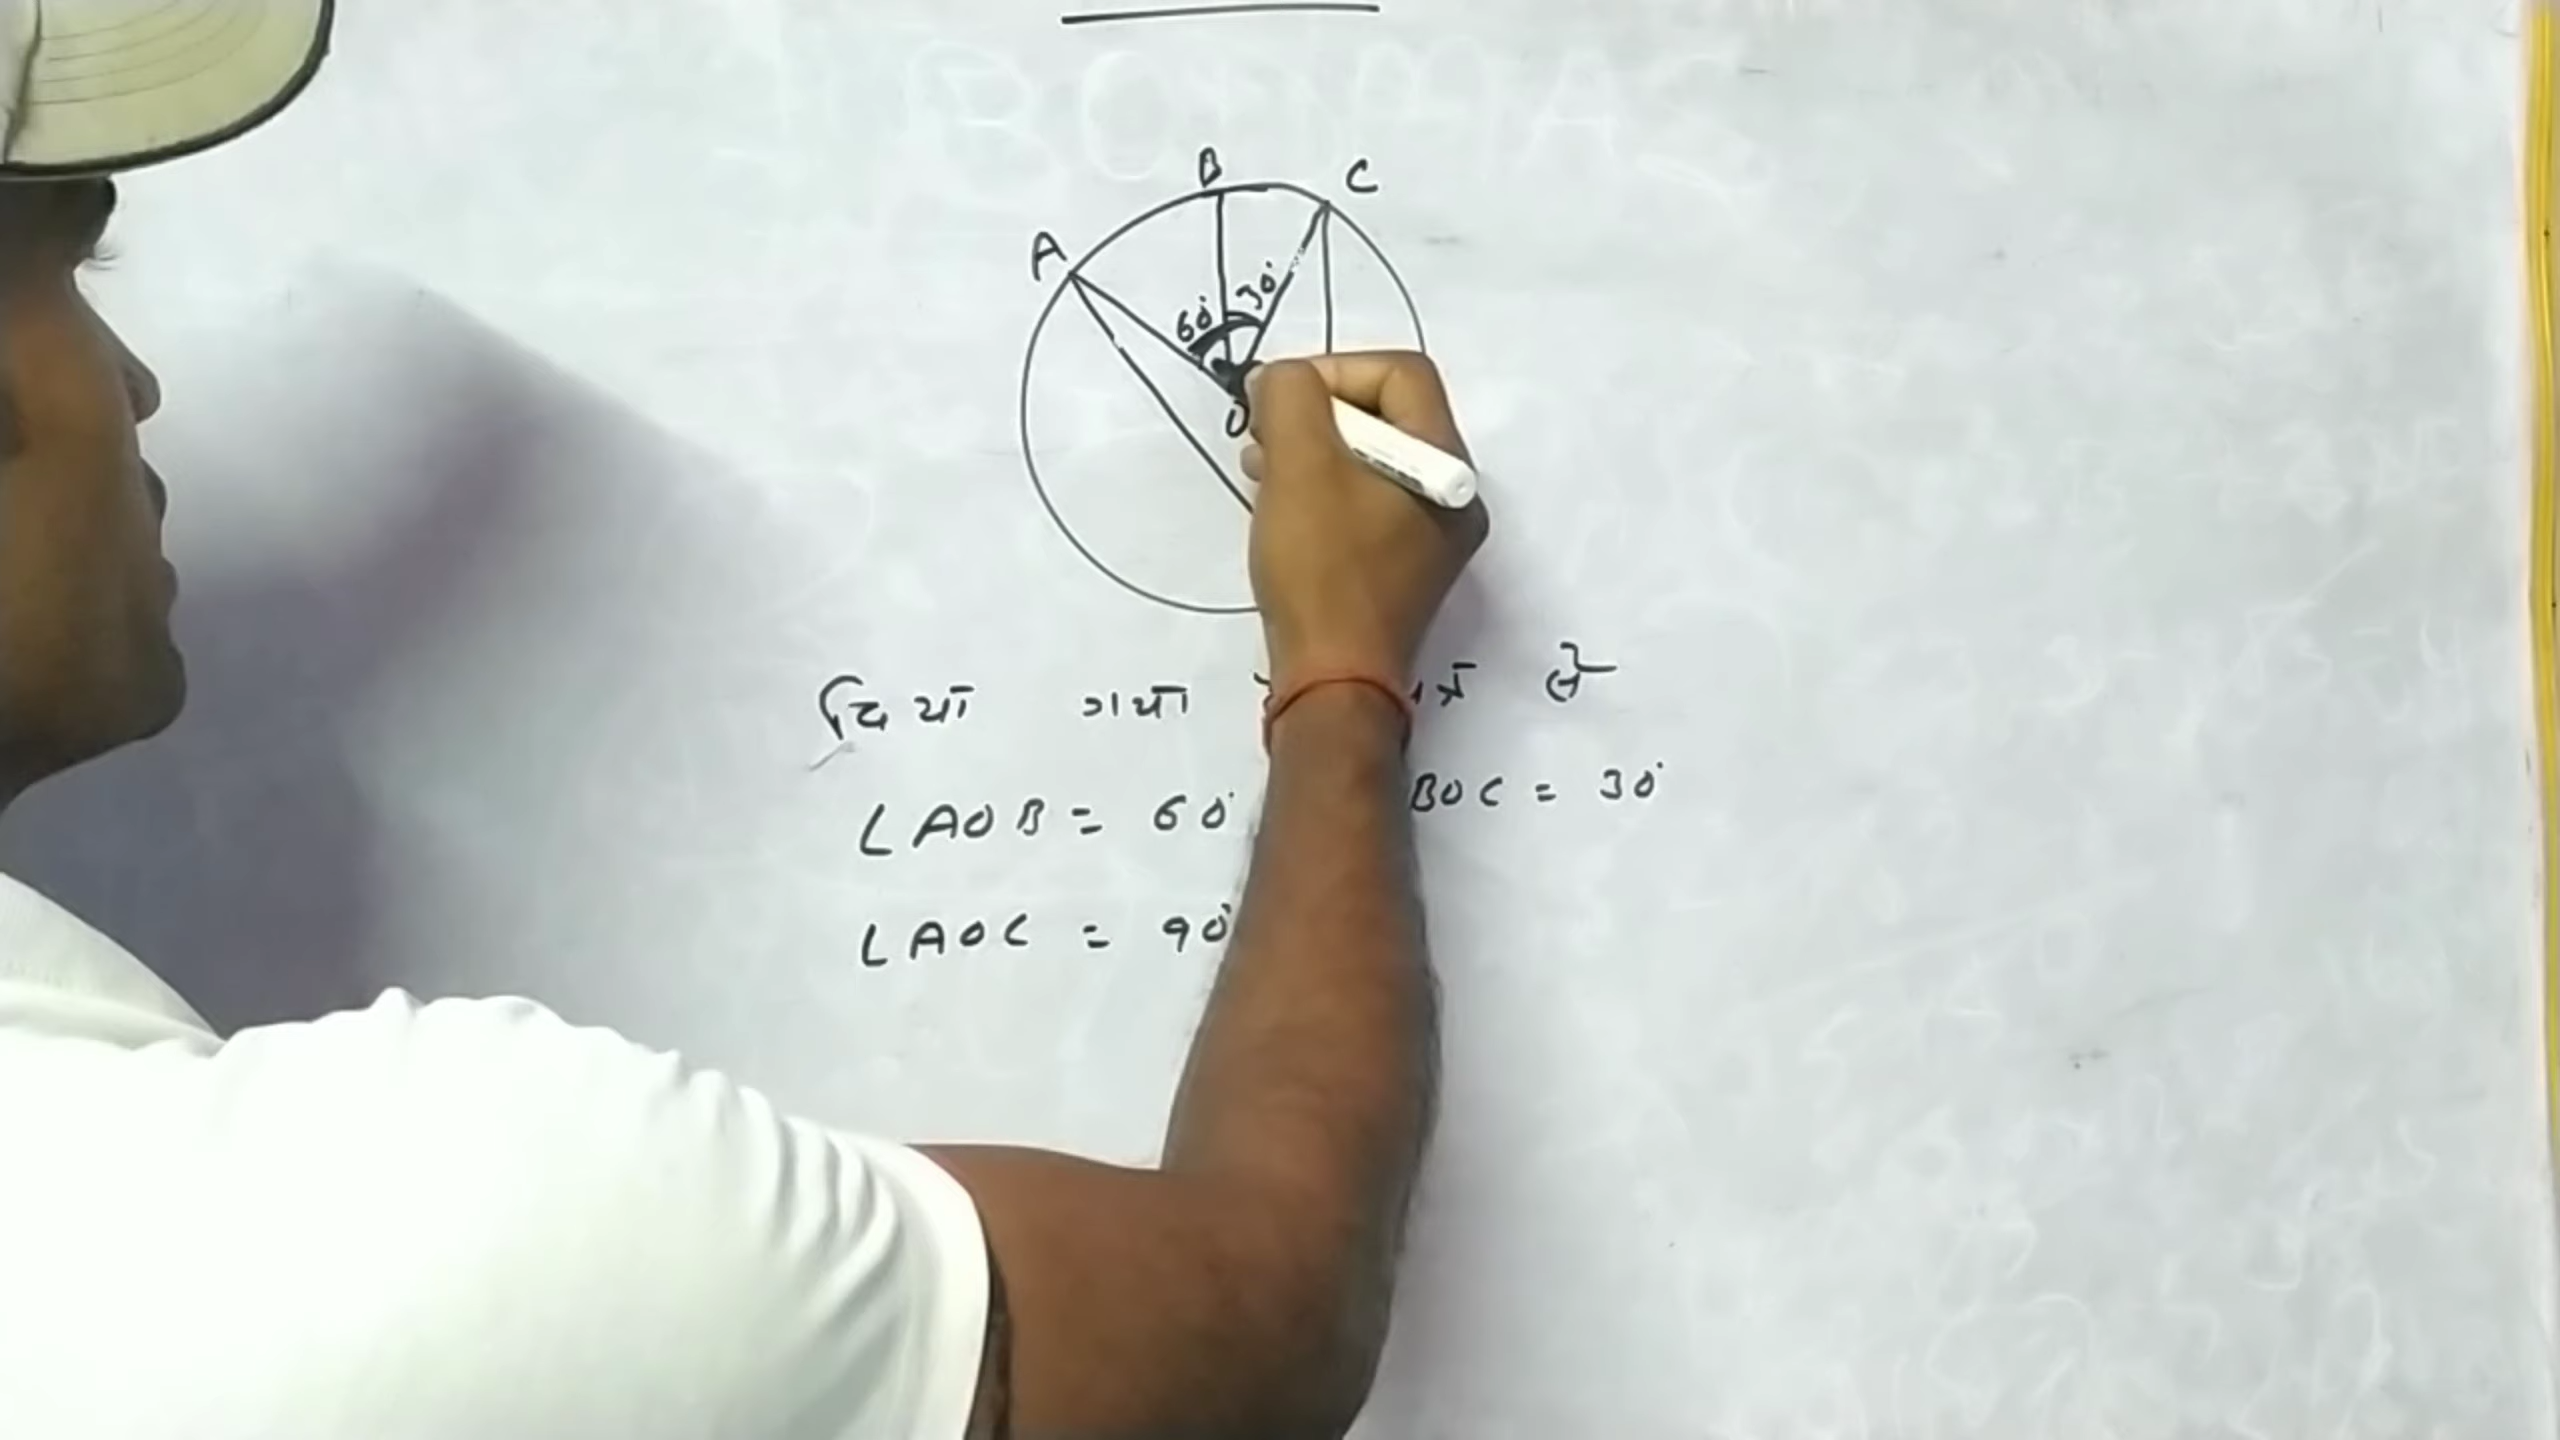 B C
A
60° 30°
O
दिया गया है
∠AOB = 60° BOC = 30°
∠AOC = 90°